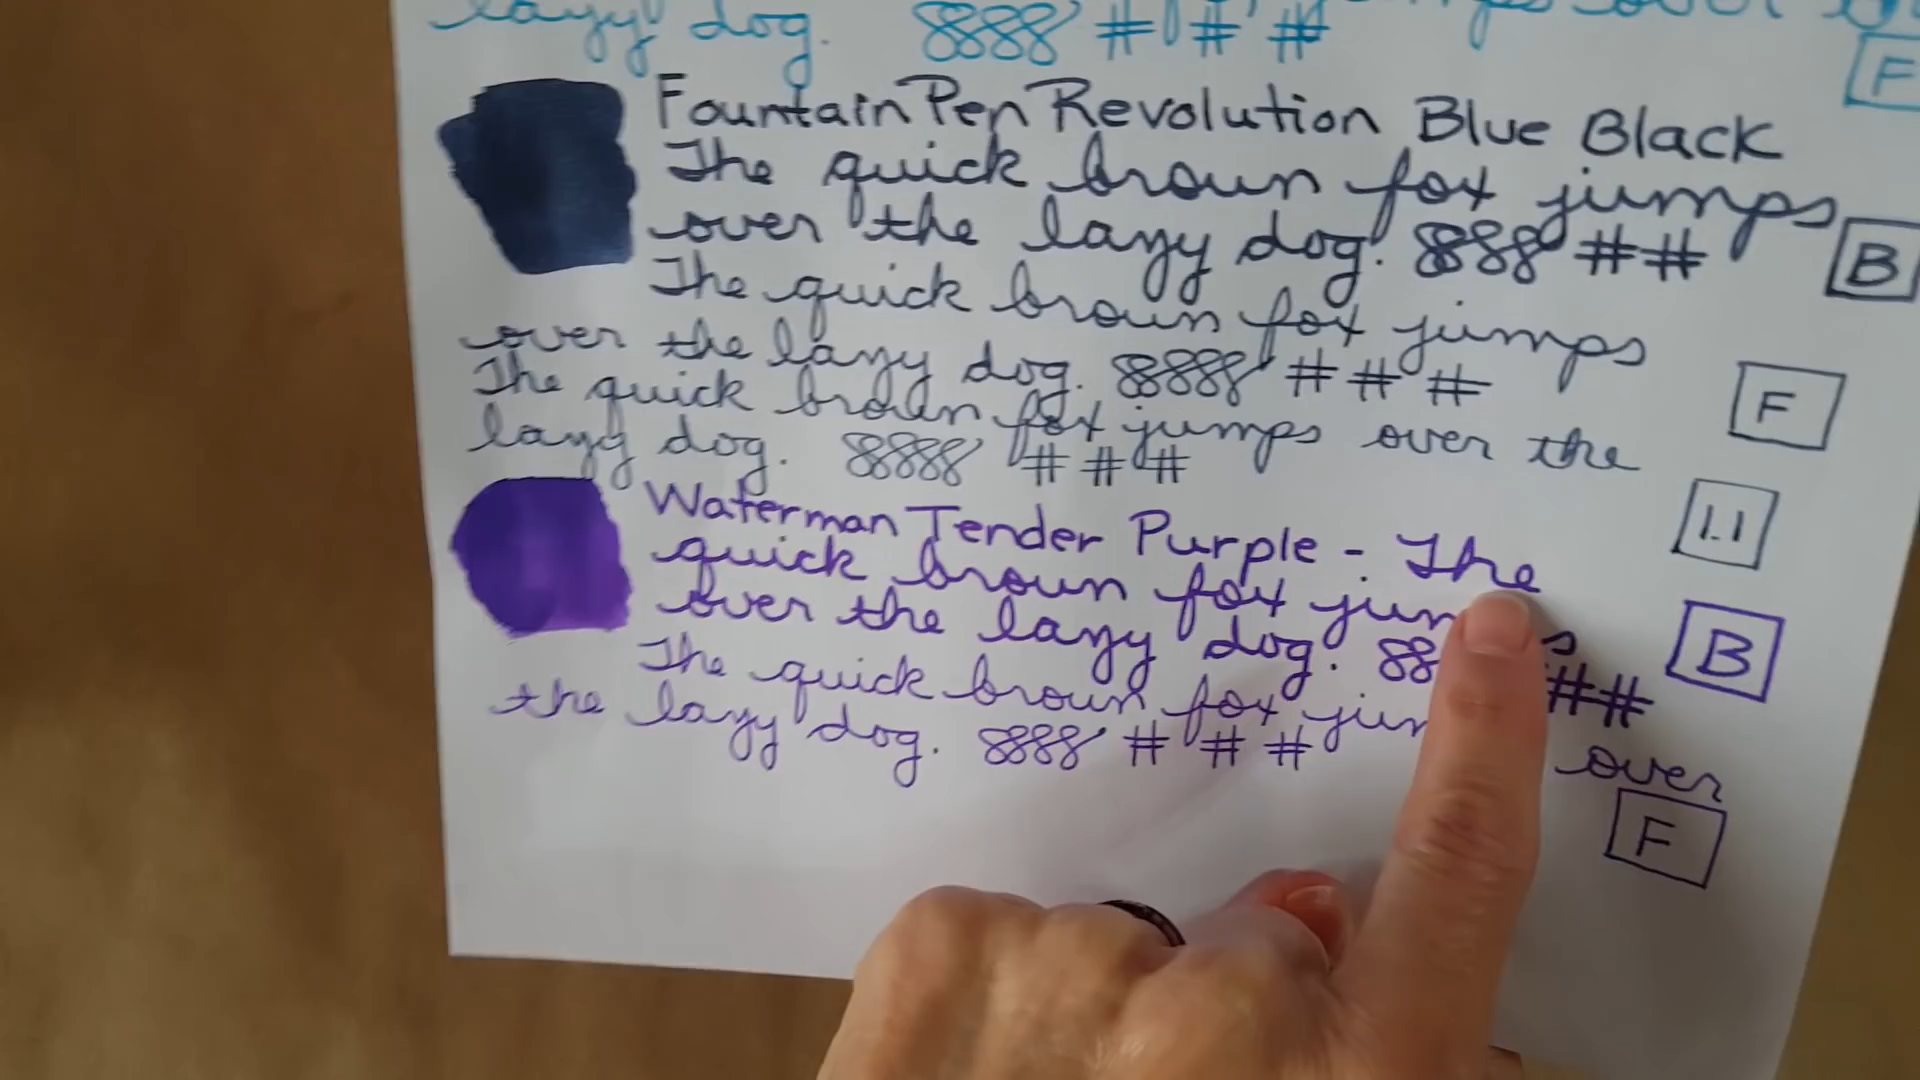 lazy dog. 8888 # # # jumps over
F
Fountain Pen Revolution Blue Black
The quick brown fox jumps
over the lazy dog. 888 ## B
The quick brown fox jumps
over the lazy dog. 8888 # # # F
The quick brown fox jumps over the
lazy dog. 8888 # # # 1.1
Waterman Tender Purple - The
quick brown fox
over the lazy dog. 88 ## B
The quick brown fox over
the lazy dog. 8888 # # # F